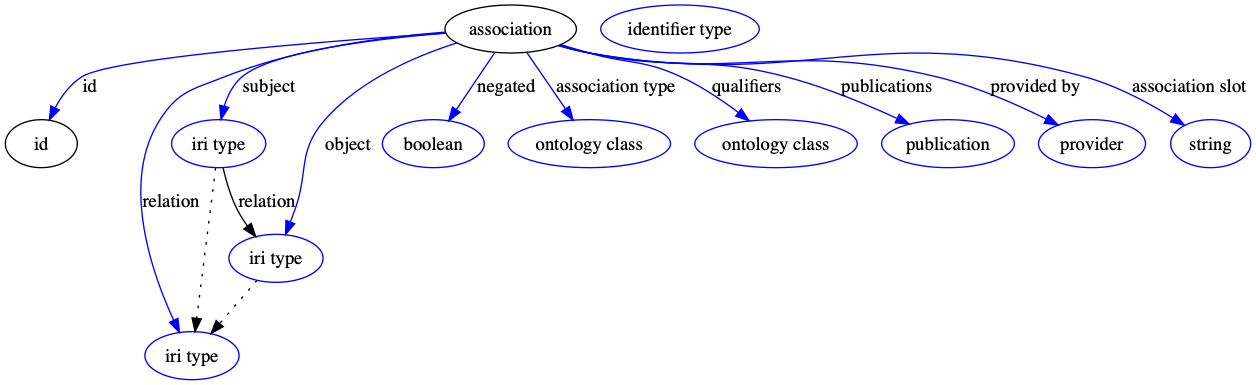 association
identifier type
id
subject
negated
association type
qualifiers
publications
provided by
association slot
id
iri type
object
boolean
ontology class
ontology class
publication
provider
string
relation
relation
iri type
iri type